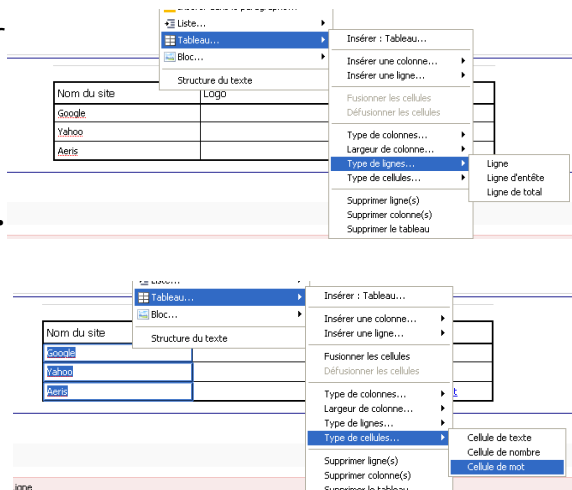 Liste...
Tableau...
Bloc...
Structure du texte
Insérer : Tableau...
Insérer une colonne...
Insérer une ligne...
Fusionner les cellules
Défusionner les cellules
Type de colonnes...
Largeur de colonne...
Type de lignes...
Type de cellules...
Supprimer ligne(s)
Supprimer colonne(s)
Supprimer le tableau
Ligne
Ligne d'entête
Ligne de total
Nom du site Logo
Google
Yahoo
Aeris
Tableau...
Bloc...
Structure du texte
Insérer : Tableau...
Insérer une colonne...
Insérer une ligne...
Fusionner les cellules
Défusionner les cellules
Type de colonnes...
Largeur de colonne...
Type de lignes...
Type de cellules...
Supprimer ligne(s)
Supprimer colonne(s)
Supprimer le tableau
Cellule de texte
Cellule de nombre
Cellule de mot
Nom du site
Google
Yahoo
Aeris